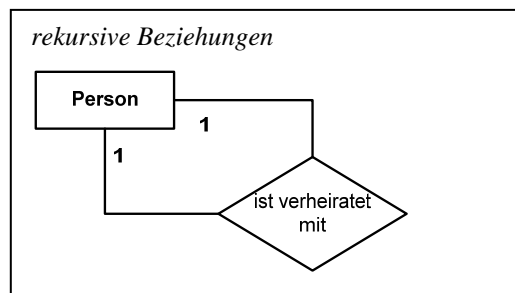 rekursive Beziehungen
Person
1
1
ist verheiratet
mit